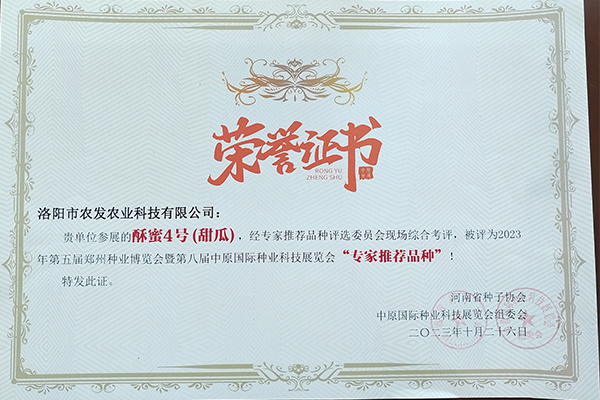 荣誉证书
RONG YU
ZHENG SHU
洛阳市农发农业科技有限公司：
贵单位参展的酥蜜4号(甜瓜)，经专家推荐品种评选委员会现场综合考评，被评为2023
年第五届郑州种业博览会暨第八届中原国际种业科技展览会“专家推荐品种”！
特发此证。
河南省种子协会
中原国际种业科技展览会组委会
二〇二三年十月二十六日